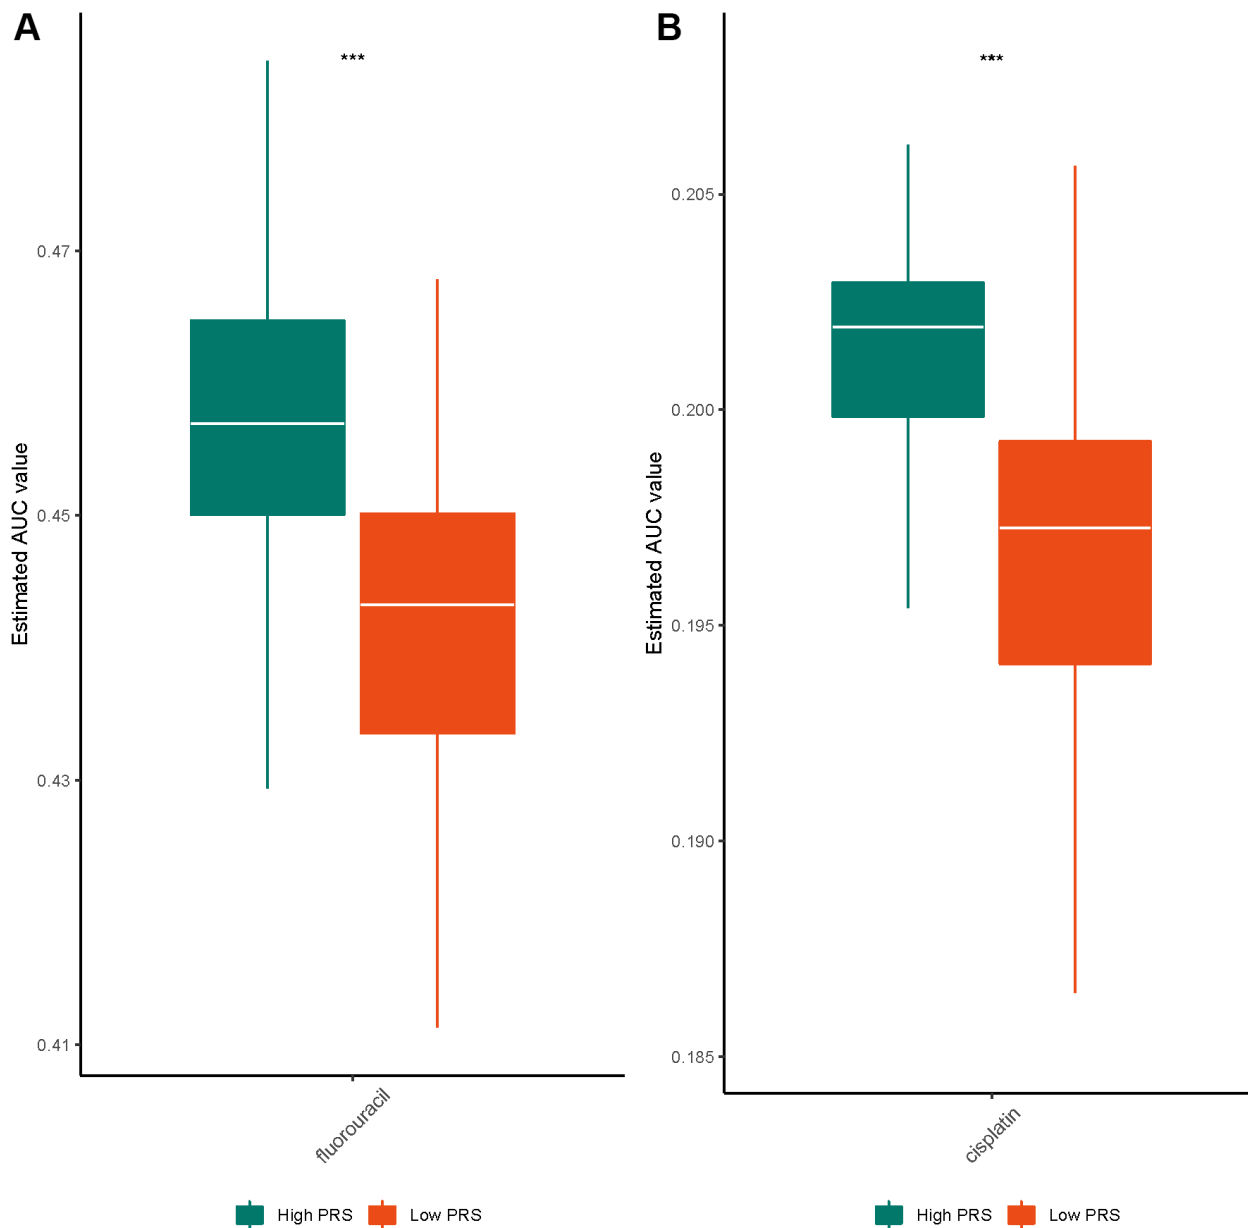 A
***
0.47
0.45
0.43
0.41
Estimated AUC value
fluorouracil
High PRS Low PRS
B
***
0.205
0.200
0.195
0.190
0.185
Estimated AUC value
cisplatin
High PRS Low PRS